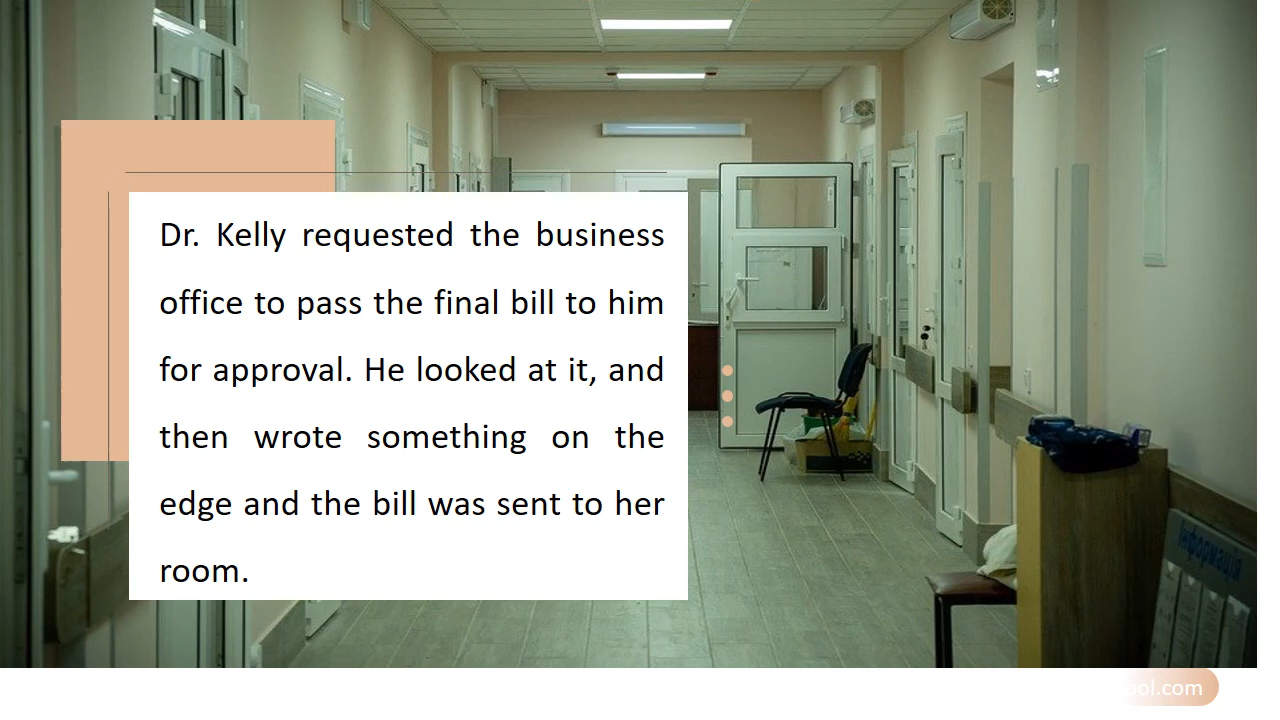 Dr. Kelly requested the business
office to pass the final bill to him
for approval. He looked at it, and
then wrote something on the
edge and the bill was sent to her
room.
Інформація